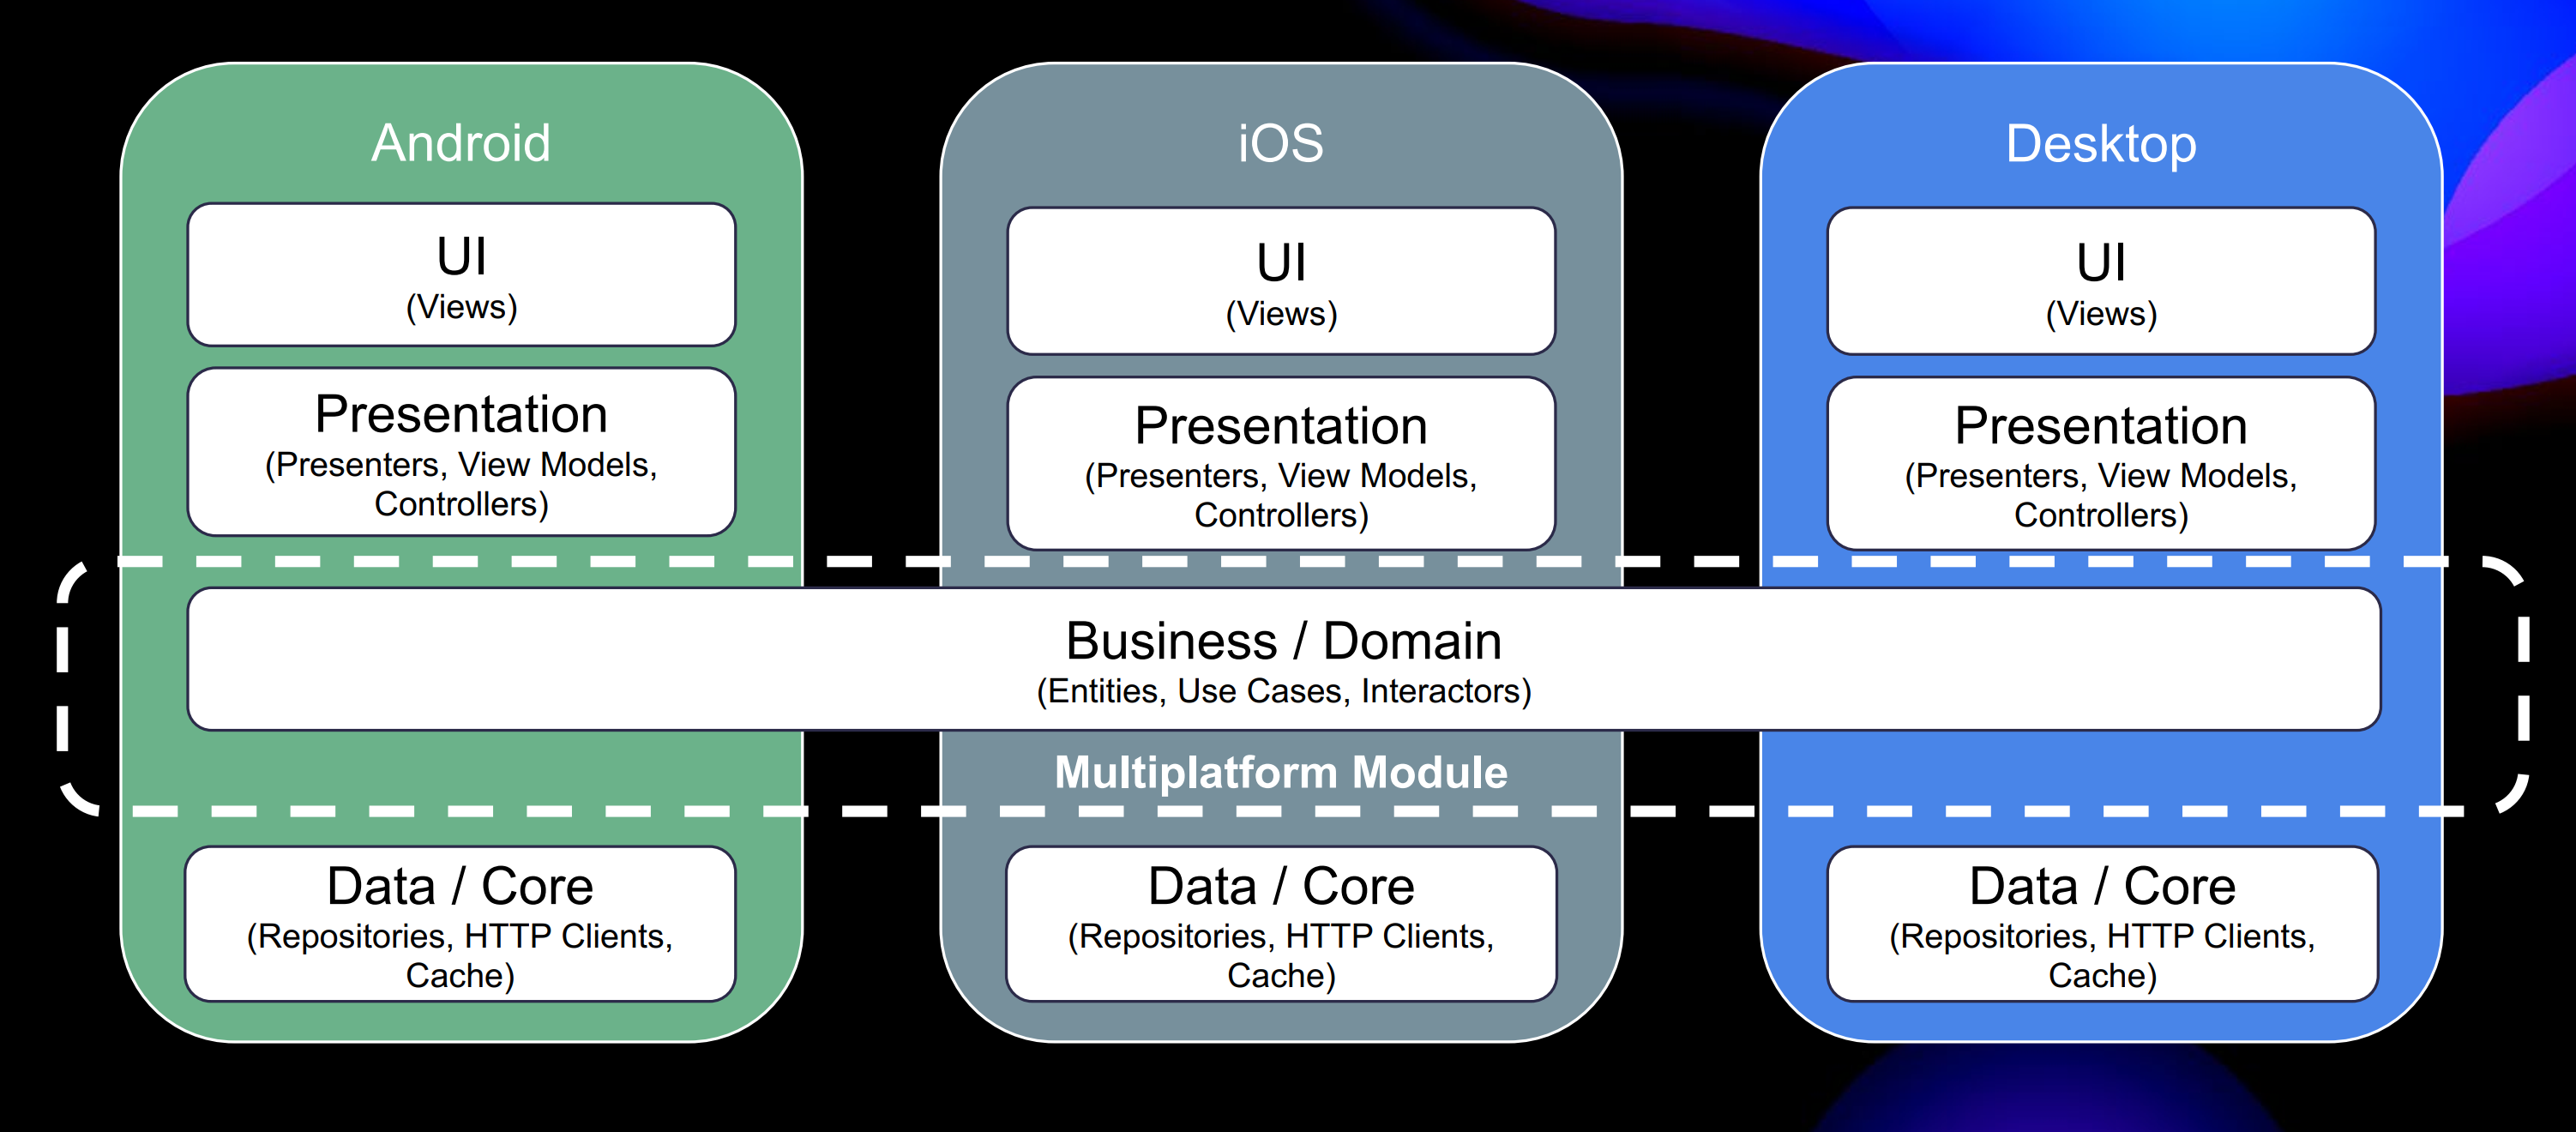 Android
UI
(Views)
Presentation
(Presenters, View Models,
Controllers)
iOS
UI
(Views)
Presentation
(Presenters, View Models,
Controllers)
Desktop
UI
(Views)
Presentation
(Presenters, View Models,
Controllers)
Business / Domain
(Entities, Use Cases, Interactors)
Multiplatform Module
Data / Core
(Repositories, HTTP Clients,
Cache)
Data / Core
(Repositories, HTTP Clients,
Cache)
Data / Core
(Repositories, HTTP Clients,
Cache)